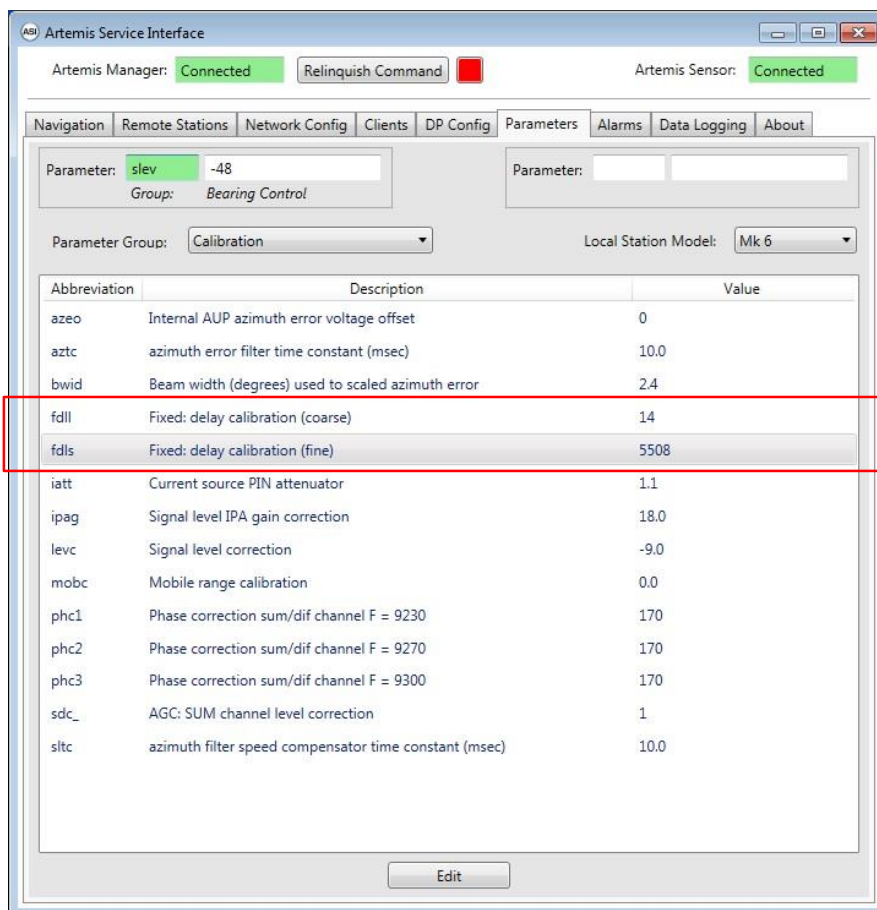 ASI Artemis Service Interface
Artemis Manager: Connected Relinquish Command Artemis Sensor: Connected
Navigation Remote Stations Network Config Clients DP Config Parameters Alarms Data Logging About
Parameter: slev -48 Parameter:
Group: Bearing Control
Parameter Group: Calibration Local Station Model: Mk 6
Abbreviation Description Value
azeo Internal AUP azimuth error voltage offset 0
aztc azimuth error filter time constant (msec) 10.0
bwid Beam width (degrees) used to scaled azimuth error 2.4
fdll Fixed: delay calibration (coarse) 14
fdls Fixed: delay calibration (fine) 5508
iatt Current source PIN attenuator 1.1
ipag Signal level IPA gain correction 18.0
levc Signal level correction -9.0
mobc Mobile range calibration 0.0
phc1 Phase correction sum/dif channel F = 9230 170
phc2 Phase correction sum/dif channel F = 9270 170
phc3 Phase correction sum/dif channel F = 9300 170
sdc_ AGC: SUM channel level correction 1
sltc azimuth filter speed compensator time constant (msec) 10.0
Edit